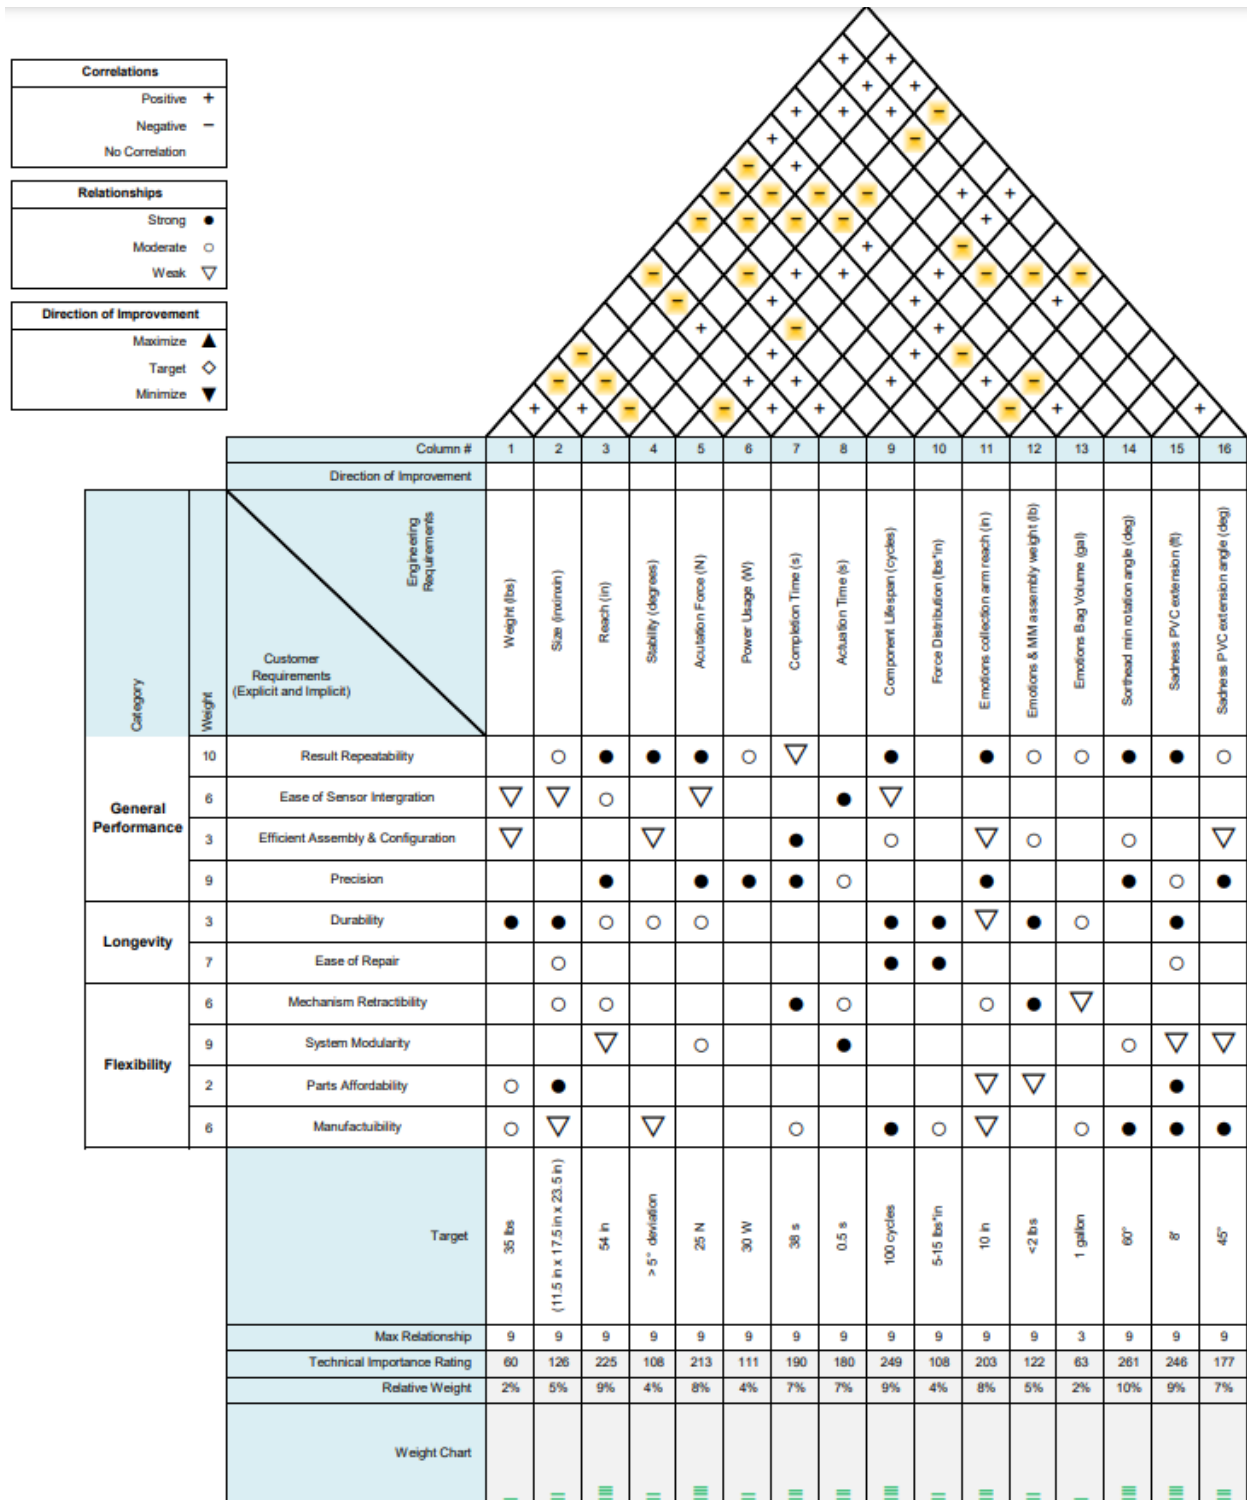 Correlations
Positive +
Negative −
No Correlation
Relationships
Strong ●
Moderate ○
Weak ▽
Direction of Improvement
Maximize ▲
Target ◇
Minimize ▼
Column # 1 2 3 4 5 6 7 8 9 10 11 12 13 14 15 16
Direction of Improvement
Category
Weight
Engineering
Requirements
Customer
Requirements
(Explicit and Implicit)
Weight (lbs)
Size (inxinxin)
Reach (in)
Stability (degrees)
Acutation Force (N)
Power Usage (W)
Completion Time (s)
Actuation Time (s)
Component Lifespan (cycles)
Force Distribution (lbs*in)
Emotions collection arm reach (in)
Emotions & MM assembly weight (lb)
Emotions Bag Volume (gal)
Sorthead min rotation angle (deg)
Sadness PVC extension (ft)
Sadness PVC extension angle (deg)
General
Performance
10 Result Repeatability ○ ● ● ● ○ ▽ ● ● ○ ○ ● ● ○
6 Ease of Sensor Intergration ▽ ▽ ○ ▽ ● ▽
3 Efficient Assembly & Configuration ▽ ▽ ● ○ ▽ ○ ○ ▽
9 Precision ● ● ● ● ○ ● ● ○ ●
Longevity
3 Durability ● ● ○ ○ ○ ● ● ▽ ● ○ ●
7 Ease of Repair ○ ● ● ○
Flexibility
6 Mechanism Retractibility ○ ○ ● ○ ○ ● ▽
9 System Modularity ▽ ○ ● ○ ▽ ▽
2 Parts Affordability ○ ● ▽ ▽ ●
6 Manufactuibility ○ ▽ ▽ ○ ● ○ ▽ ○ ● ● ●
Target
35 lbs
(11.5 in x 17.5 in x 23.5 in)
54 in
> 5° deviation
25 N
30 W
38 s
0.5 s
100 cycles
5-15 lbs*in
10 in
<2 lbs
1 gallon
60°
8'
45°
Max Relationship 9 9 9 9 9 9 9 9 9 9 9 9 3 9 9 9
Technical Importance Rating 60 126 225 108 213 111 190 180 249 108 203 122 63 261 246 177
Relative Weight 2% 5% 9% 4% 8% 4% 7% 7% 9% 4% 8% 5% 2% 10% 9% 7%
Weight Chart